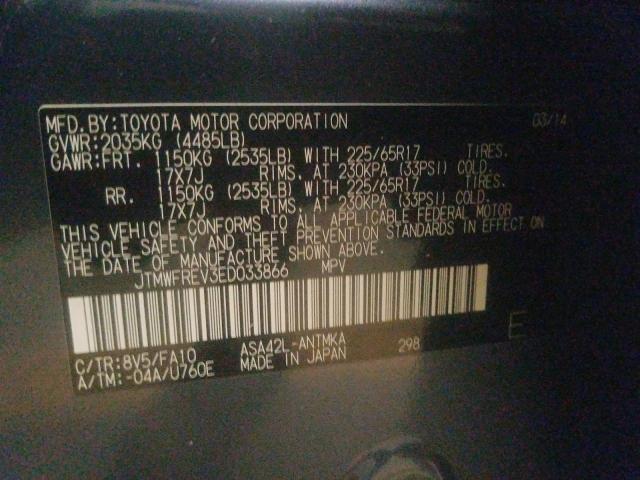 MFD.BY:TOYOTA MOTOR CORPORATION 03/14
GVWR:2035KG (4485LB)
GAWR:FRT. 1150KG (2535LB) WITH 225/65R17 TIRES.
17X7J RIMS. AT 230KPA (33PSI) COLD.
RR. 1150KG (2535LB) WITH 225/65R17 TIRES.
17X7J RIMS. AT 230KPA (33PSI) COLD.
THIS VEHICLE CONFORMS TO ALL APPLICABLE FEDERAL MOTOR
VEHICLE SAFETY AND THEFT PREVENTION STANDARDS IN EFFECT ON
THE DATE OF MANUFACTURE SHOWN ABOVE.
JTMWFREV3ED033866 MPV
E
C/TR:8V5/FA10 ASA42L-ANTMKA 298
A/TM:-04A/U760E MADE IN JAPAN